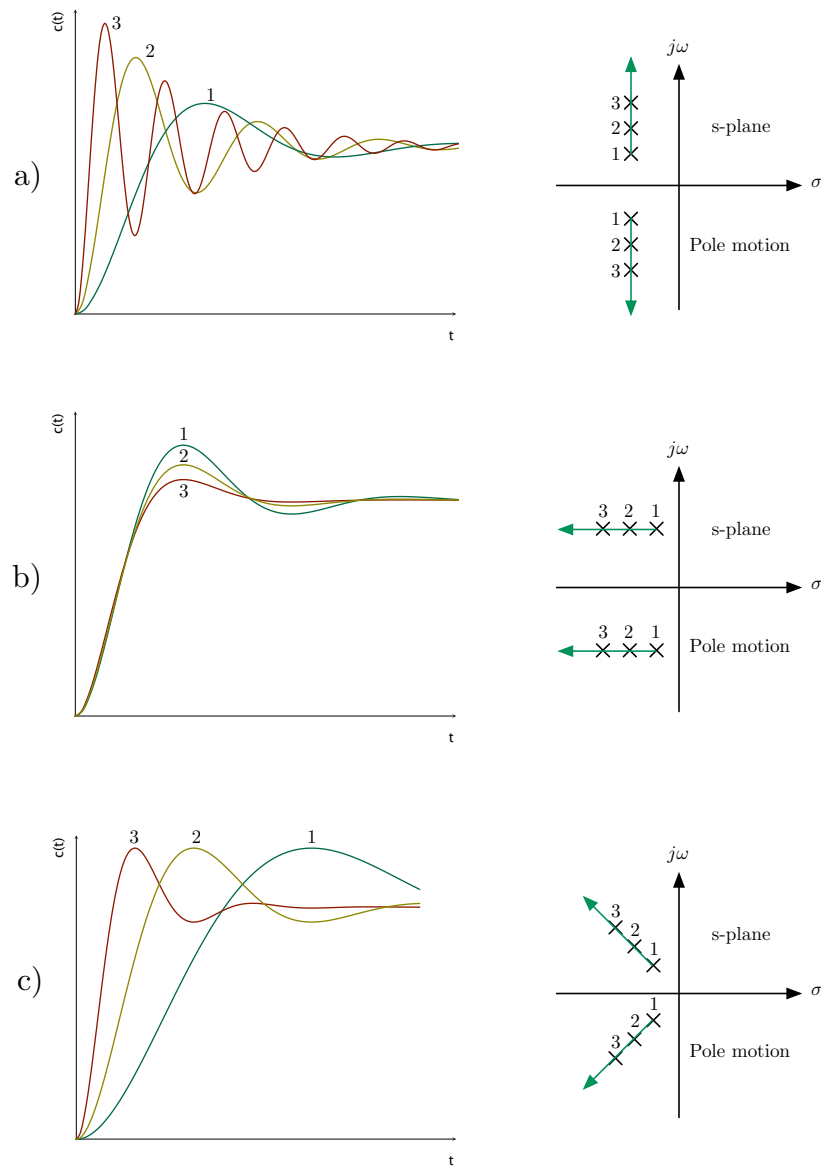 a)
c(t)
3
2
1
t
jω
s-plane
3
2
1
σ
1
2
3
Pole motion
b)
c(t)
1
2
3
t
jω
3 2 1
s-plane
σ
3 2 1
Pole motion
c)
c(t)
3 2 1
t
jω
3
2
1
s-plane
σ
1
2
3
Pole motion